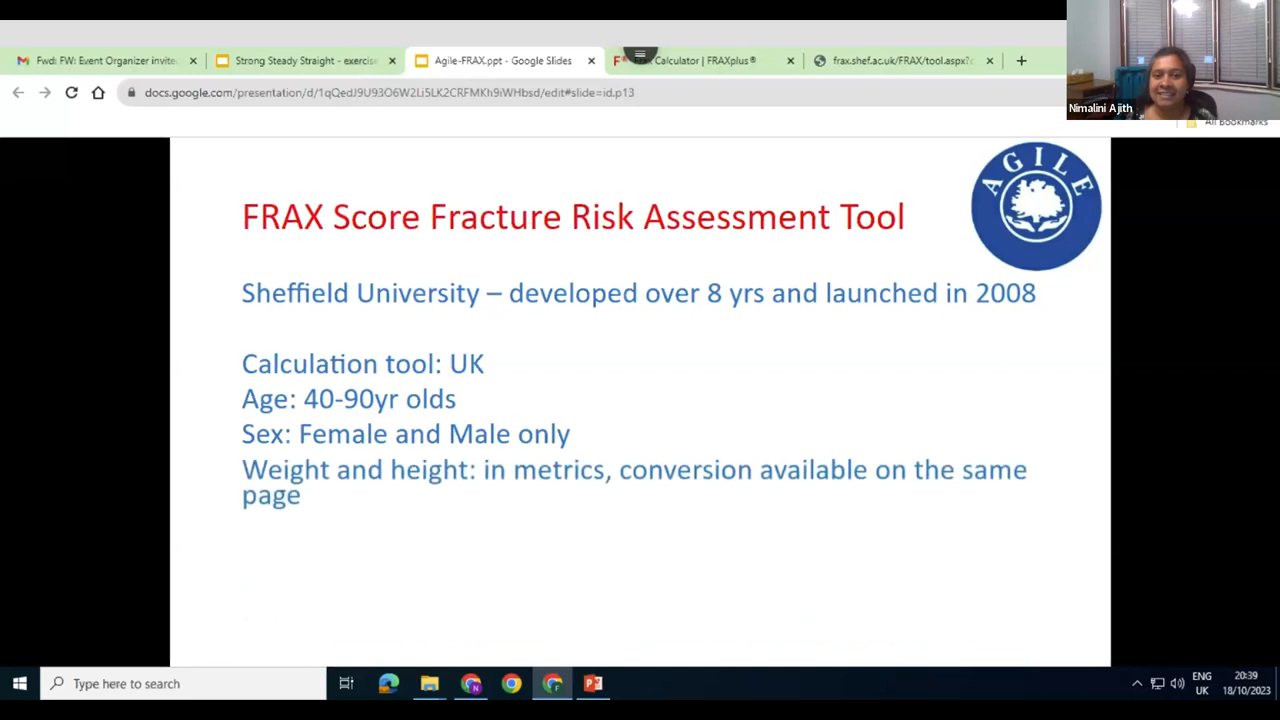 Fwd: FW: Event Organizer invite
Strong Steady Straight - exercis
Agile-FRAX.ppt - Google Slides
Frax Calculator | FRAXplus®
frax.shef.ac.uk/FRAX/tool.aspx?c
docs.google.com/presentation/d/1qQedJ9U93O6W2Li5LK2CRFMKh9iWHbsd/edit#slide=id.p13
Nimalini Ajith
All Bookmarks
AGILE
FRAX Score Fracture Risk Assessment Tool
Sheffield University – developed over 8 yrs and launched in 2008
Calculation tool: UK
Age: 40-90yr olds
Sex: Female and Male only
Weight and height: in metrics, conversion available on the same
page
Type here to search
ENG
UK
20:39
18/10/2023